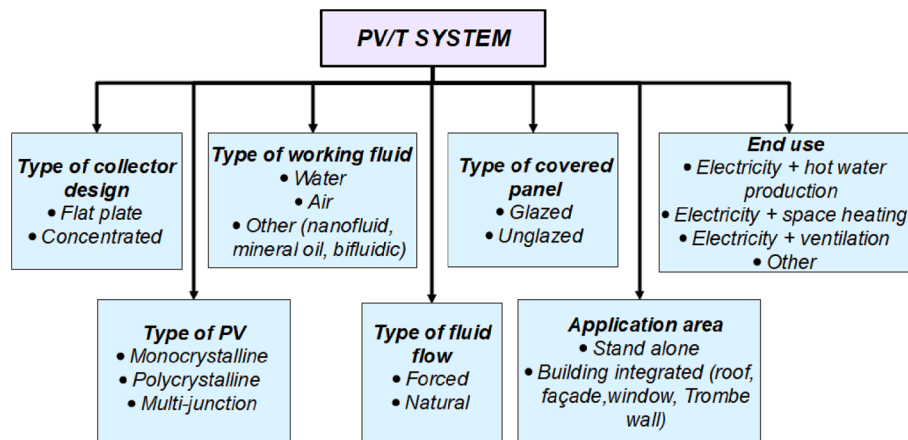 PV/T SYSTEM
Type of collector
design
• Flat plate
• Concentrated
Type of working fluid
• Water
• Air
• Other (nanofluid,
mineral oil, bifluidic)
Type of covered
panel
• Glazed
• Unglazed
End use
• Electricity + hot water
production
• Electricity + space heating
• Electricity + ventilation
• Other
Type of PV
• Monocrystalline
• Polycrystalline
• Multi-junction
Type of fluid
flow
• Forced
• Natural
Application area
• Stand alone
• Building integrated (roof,
façade,window, Trombe
wall)